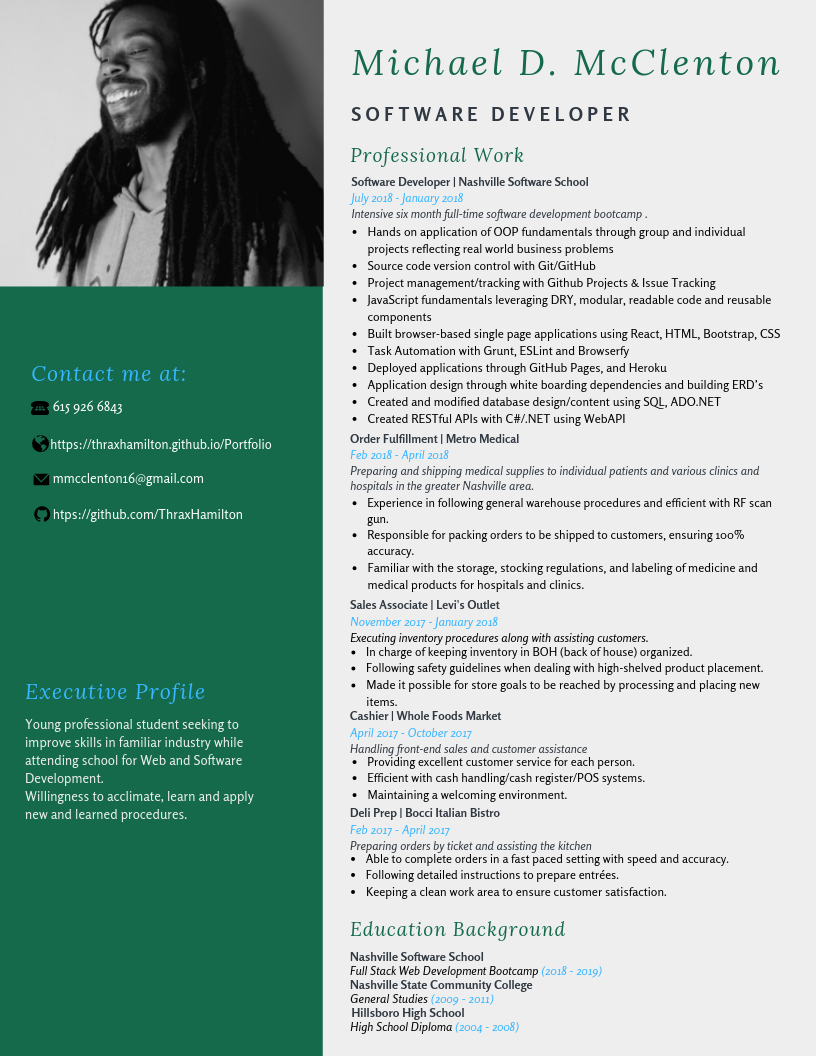 Michael D. McClenton
SOFTWARE DEVELOPER
Professional Work
Software Developer | Nashville Software School
July 2018 - January 2018
Intensive six month full-time software development bootcamp .
• Hands on application of OOP fundamentals through group and individual
projects reflecting real world business problems
• Source code version control with Git/GitHub
• Project management/tracking with Github Projects & Issue Tracking
• JavaScript fundamentals leveraging DRY, modular, readable code and reusable
components
• Built browser-based single page applications using React, HTML, Bootstrap, CSS
• Task Automation with Grunt, ESLint and Browserfy
• Deployed applications through GitHub Pages, and Heroku
• Application design through white boarding dependencies and building ERD's
• Created and modified database design/content using SQL, ADO.NET
• Created RESTful APIs with C#/.NET using WebAPI
Order Fulfillment | Metro Medical
Feb 2018 - April 2018
Preparing and shipping medical supplies to individual patients and various clinics and
hospitals in the greater Nashville area.
• Experience in following general warehouse procedures and efficient with RF scan
gun.
• Responsible for packing orders to be shipped to customers, ensuring 100%
accuracy.
• Familiar with the storage, stocking regulations, and labeling of medicine and
medical products for hospitals and clinics.
Sales Associate | Levi's Outlet
November 2017 - January 2018
Executing inventory procedures along with assisting customers.
• In charge of keeping inventory in BOH (back of house) organized.
• Following safety guidelines when dealing with high-shelved product placement.
• Made it possible for store goals to be reached by processing and placing new
items.
Cashier | Whole Foods Market
April 2017 - October 2017
Handling front-end sales and customer assistance
• Providing excellent customer service for each person.
• Efficient with cash handling/cash register/POS systems.
• Maintaining a welcoming environment.
Deli Prep | Bocci Italian Bistro
Feb 2017 - April 2017
Preparing orders by ticket and assisting the kitchen
• Able to complete orders in a fast paced setting with speed and accuracy.
• Following detailed instructions to prepare entrées.
• Keeping a clean work area to ensure customer satisfaction.
Education Background
Nashville Software School
Full Stack Web Development Bootcamp (2018 - 2019)
Nashville State Community College
General Studies (2009 - 2011)
Hillsboro High School
High School Diploma (2004 - 2008)
Contact me at:
615 926 6843
https://thraxhamilton.github.io/Portfolio
mmcclenton16@gmail.com
htps://github.com/ThraxHamilton
Executive Profile
Young professional student seeking to
improve skills in familiar industry while
attending school for Web and Software
Development.
Willingness to acclimate, learn and apply
new and learned procedures.